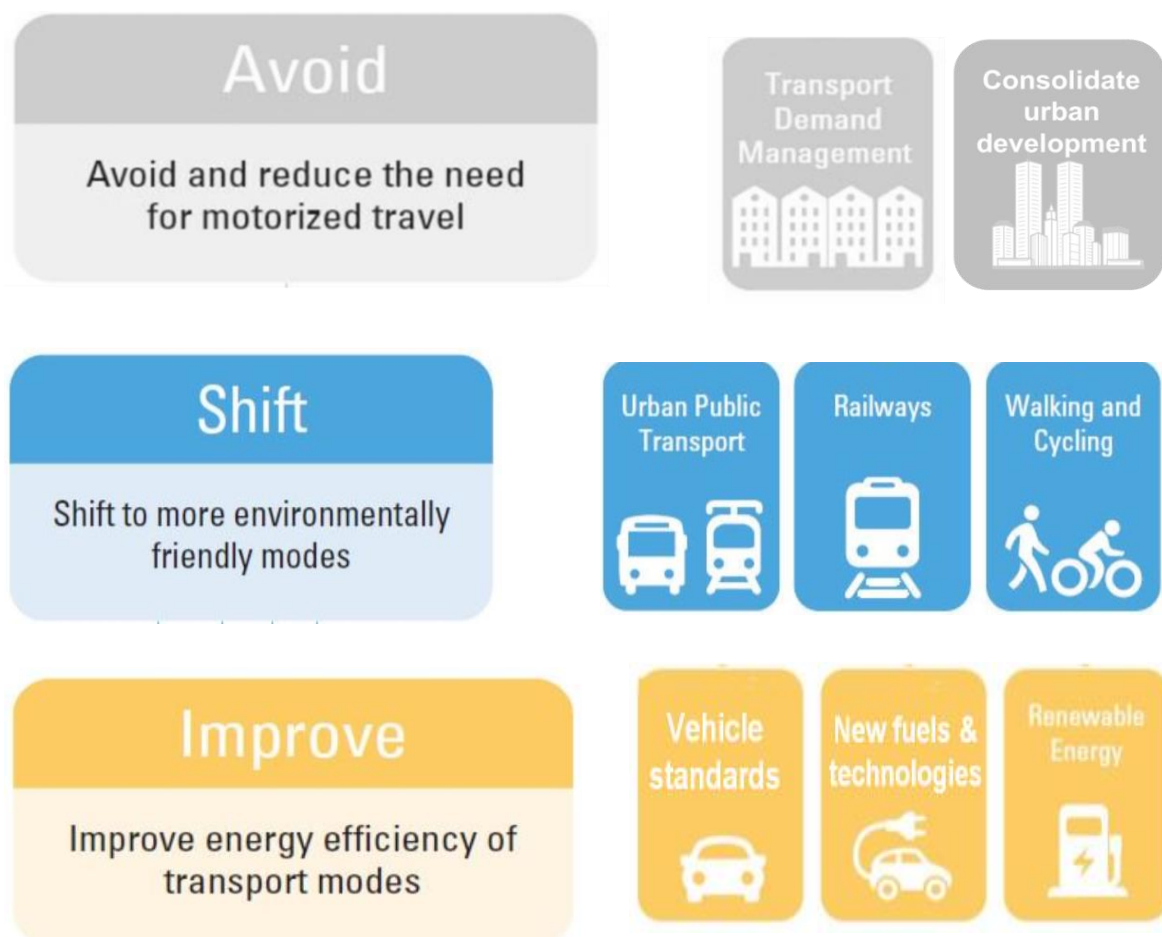 Avoid
Avoid and reduce the need
for motorized travel
Transport
Demand
Management
Consolidate
urban
development
Shift
Shift to more environmentally
friendly modes
Urban Public
Transport
Railways
Walking and
Cycling
Improve
Improve energy efficiency of
transport modes
Vehicle
standards
New fuels &
technologies
Renewable
Energy